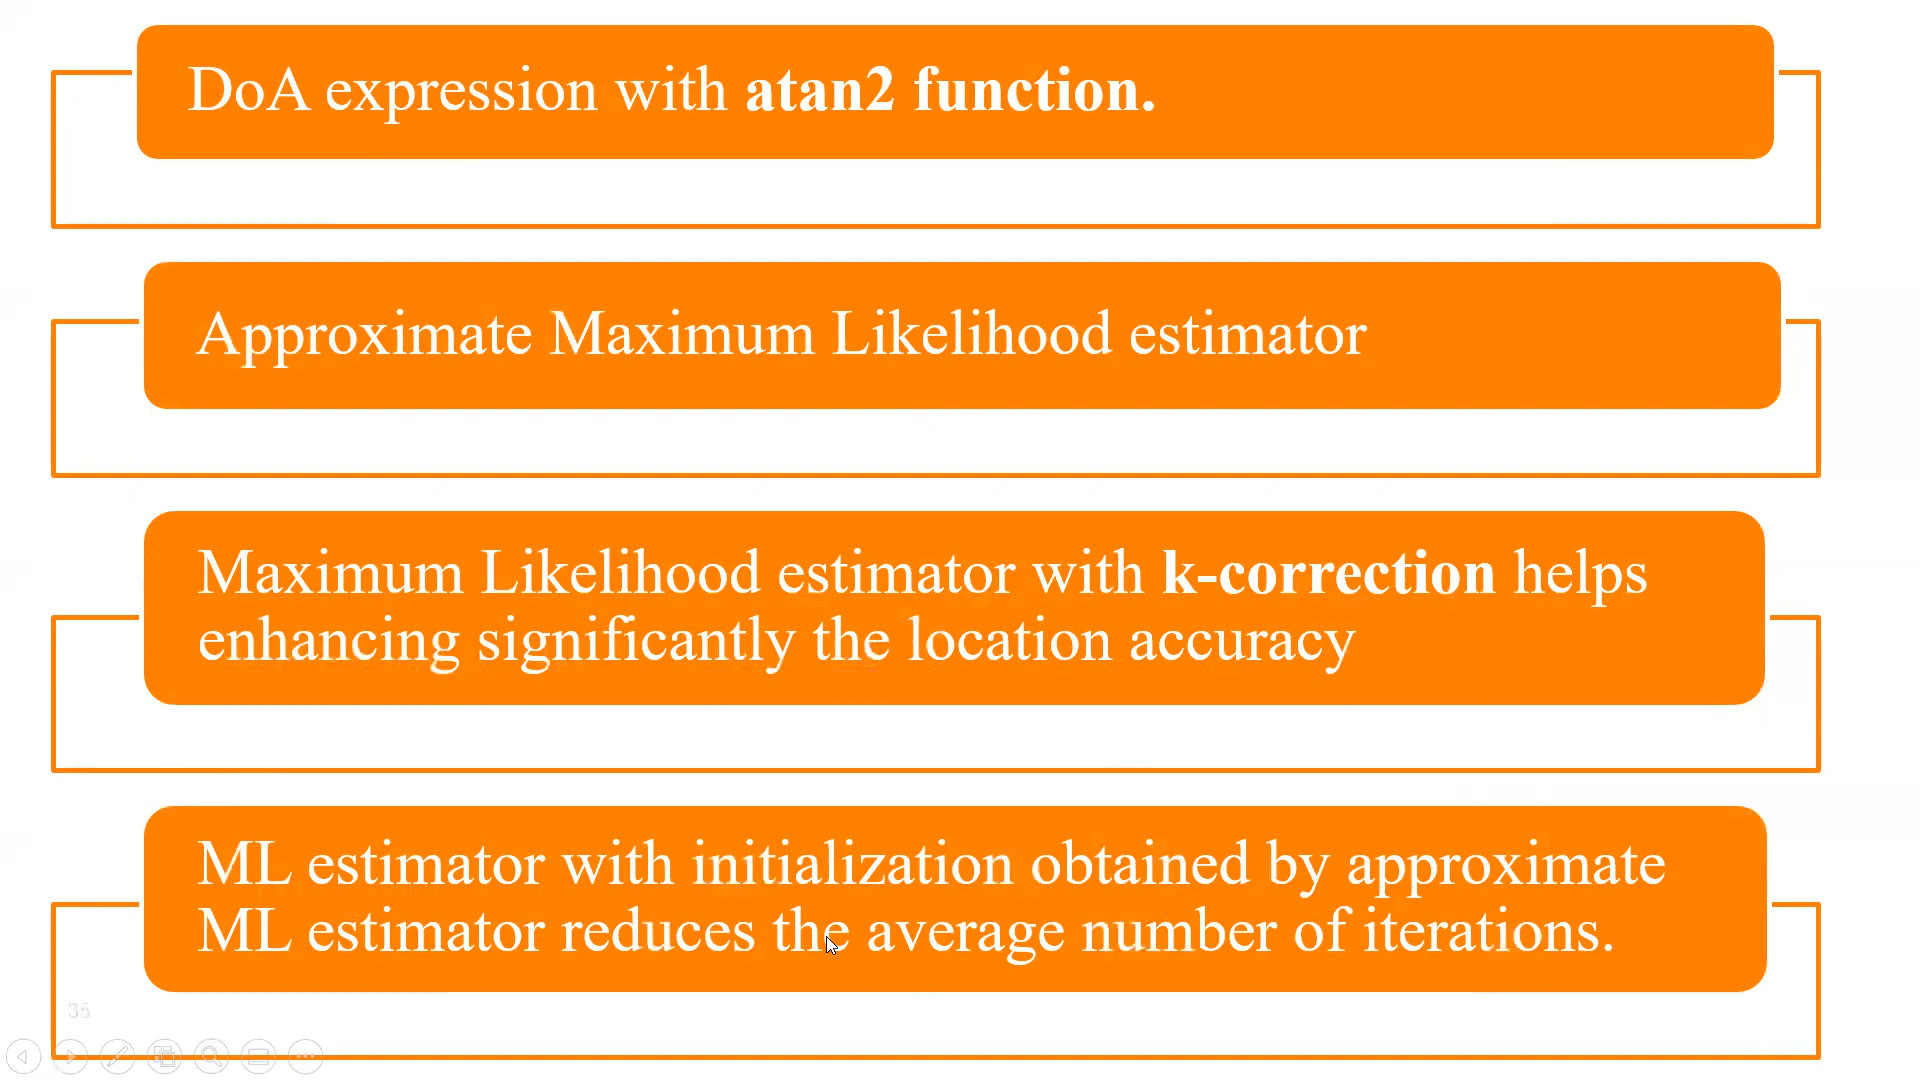 DoA expression with atan2 function.
Approximate Maximum Likelihood estimator
Maximum Likelihood estimator with k-correction helps
enhancing significantly the location accuracy
ML estimator with initialization obtained by approximate
ML estimator reduces the average number of iterations.